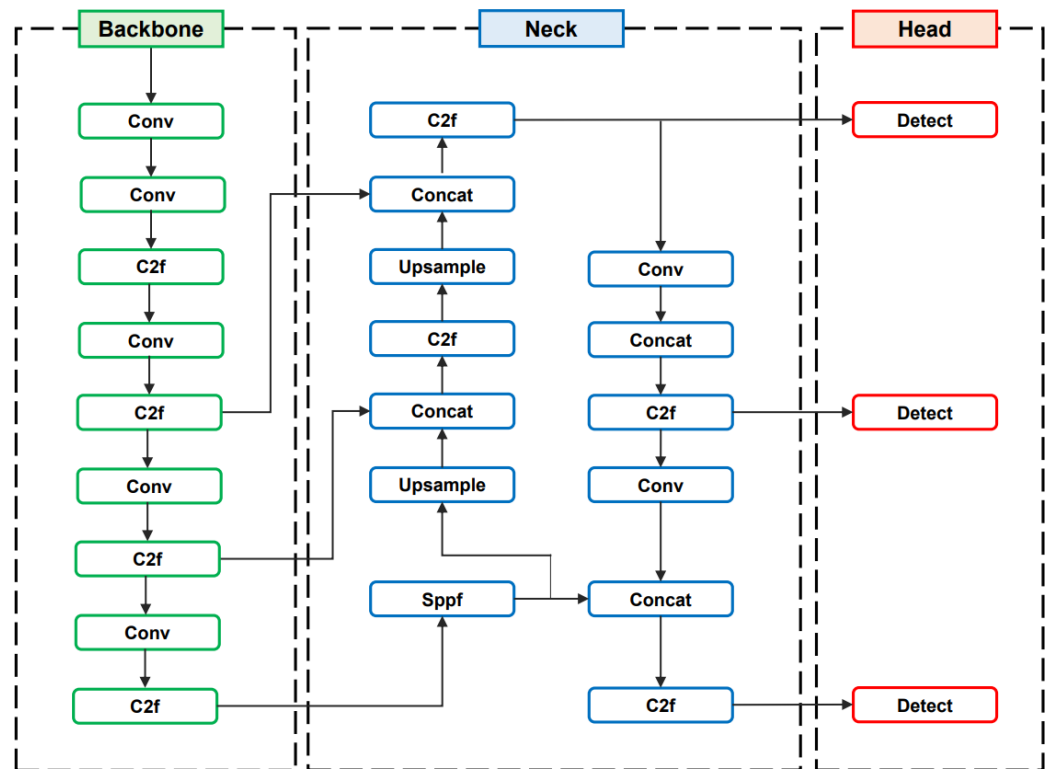 Backbone
Neck
Head
Conv
Conv
C2f
Conv
C2f
Conv
C2f
Conv
C2f
C2f
Concat
Upsample
C2f
Concat
Upsample
Sppf
Conv
Concat
C2f
Conv
Concat
C2f
Detect
Detect
Detect